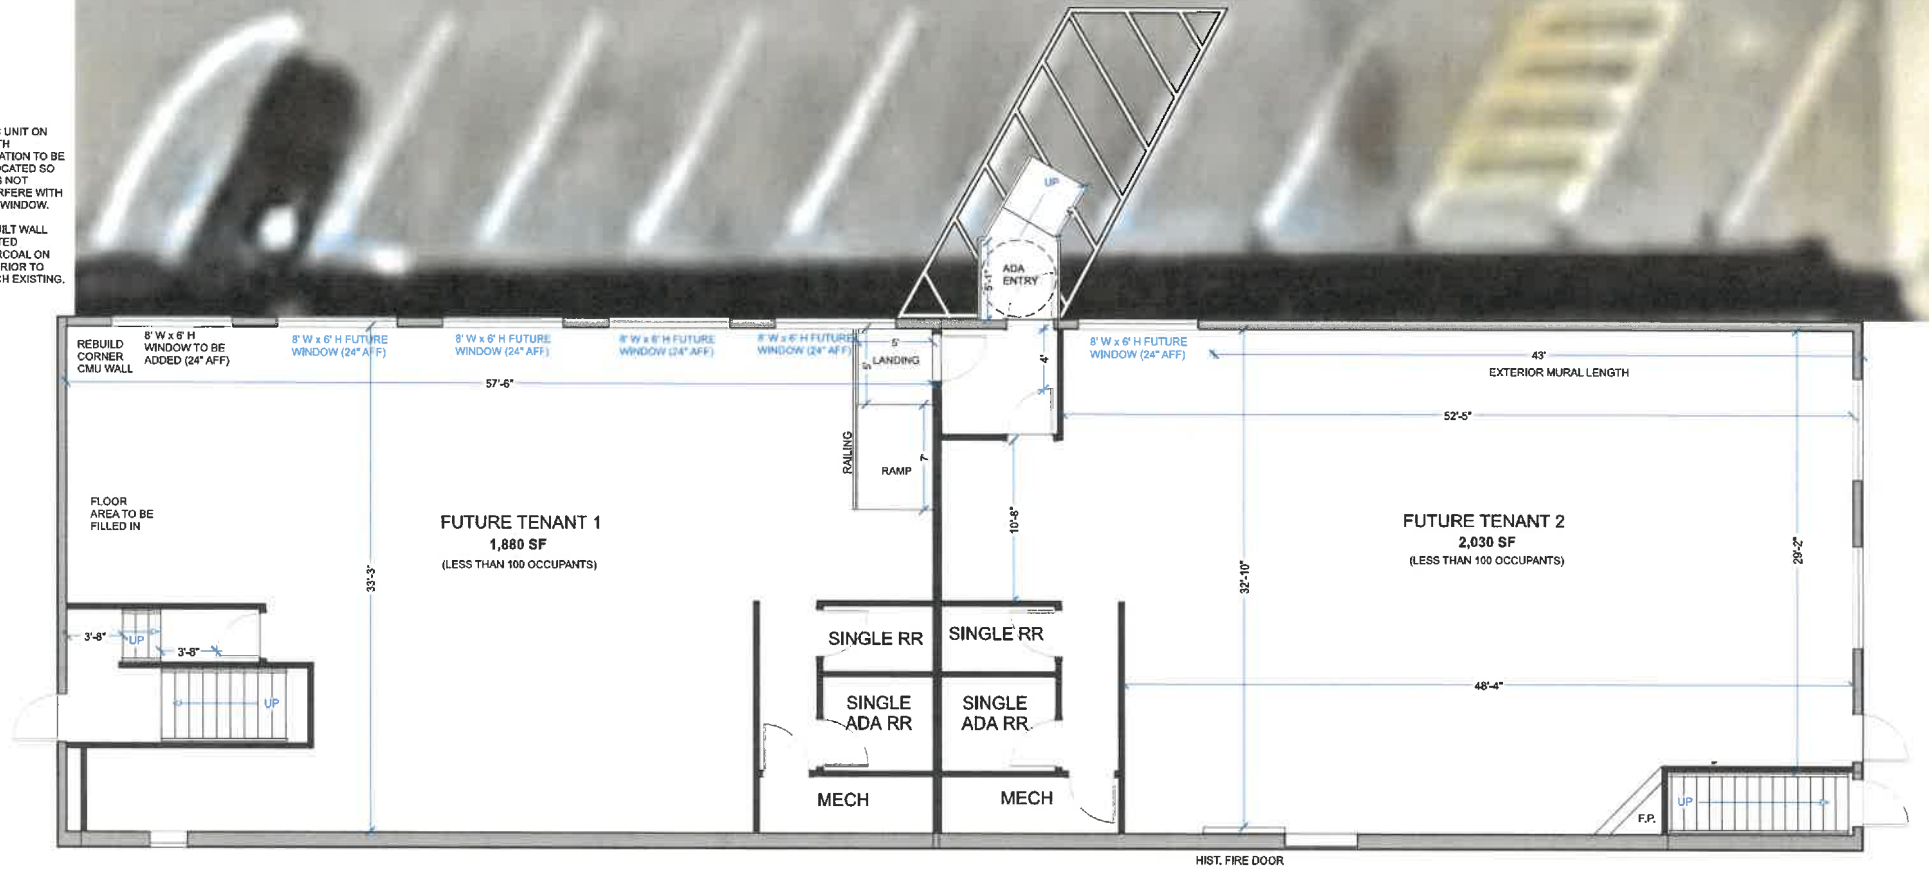 UNIT ON
ATION TO BE
OCATED SO
S NOT
RFERE WITH
WINDOW.
ILT WALL
TED
RCOAL ON
RIOR TO
CH EXISTING.
UP
ADA
ENTRY
5'-1"
REBUILD
CORNER
CMU WALL
8' W x 6' H
WINDOW TO BE
ADDED (24" AFF)
8' W x 6' H FUTURE
WINDOW (24" AFF)
8' W x 6' H FUTURE
WINDOW (24" AFF)
8' W x 6' H FUTURE
WINDOW (24" AFF)
8' W x 6' H FUTURE
WINDOW (24" AFF)
5'
5'
LANDING
4'
8' W x 6' H FUTURE
WINDOW (24" AFF)
43'
EXTERIOR MURAL LENGTH
57'-6"
52'-5"
RAILING
RAMP
7'
FLOOR
AREA TO BE
FILLED IN
FUTURE TENANT 1
1,880 SF
(LESS THAN 100 OCCUPANTS)
33'-3"
10'-8"
FUTURE TENANT 2
2,030 SF
(LESS THAN 100 OCCUPANTS)
32'-10"
29'-2"
3'-8"
UP
3'-8"
UP
SINGLE RR
SINGLE RR
SINGLE
ADA RR
SINGLE
ADA RR
48'-4"
MECH
MECH
UP
F.P.
HIST. FIRE DOOR